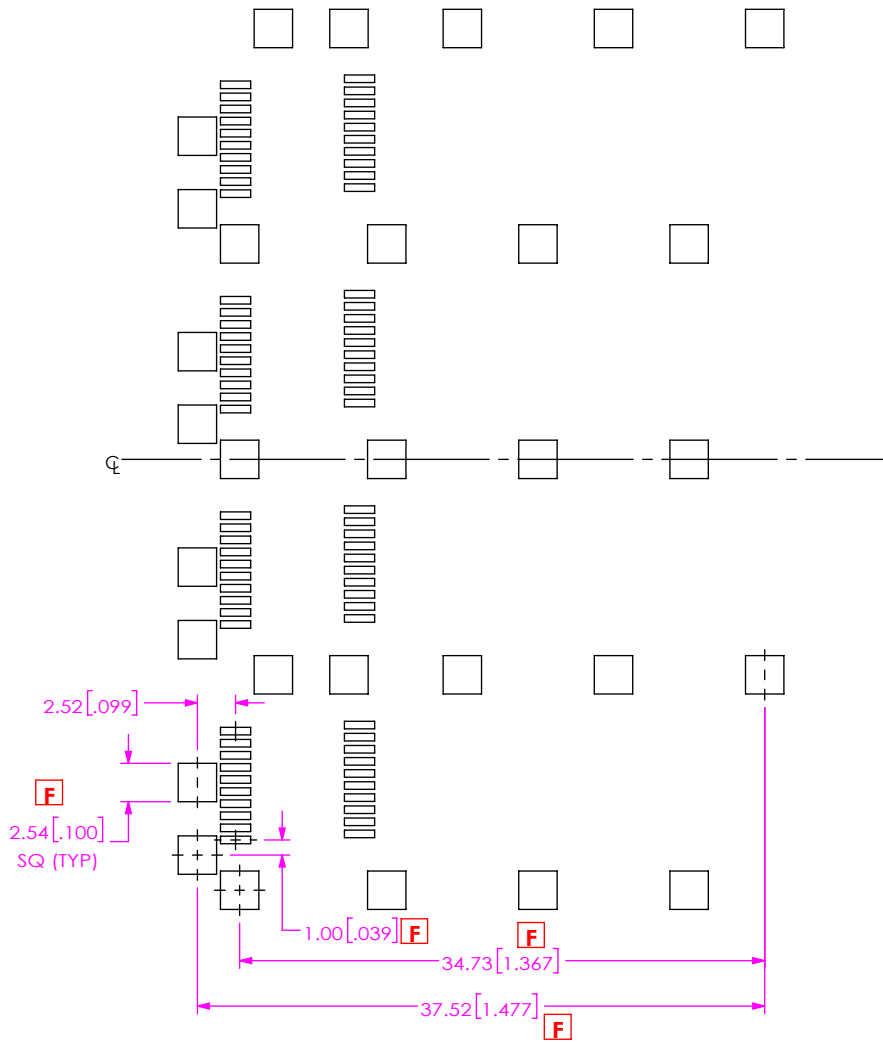 ℄
2.52[.099]
F
2.54[.100]
SQ (TYP)
1.00[.039] F
F
34.73[1.367]
37.52[1.477]
F